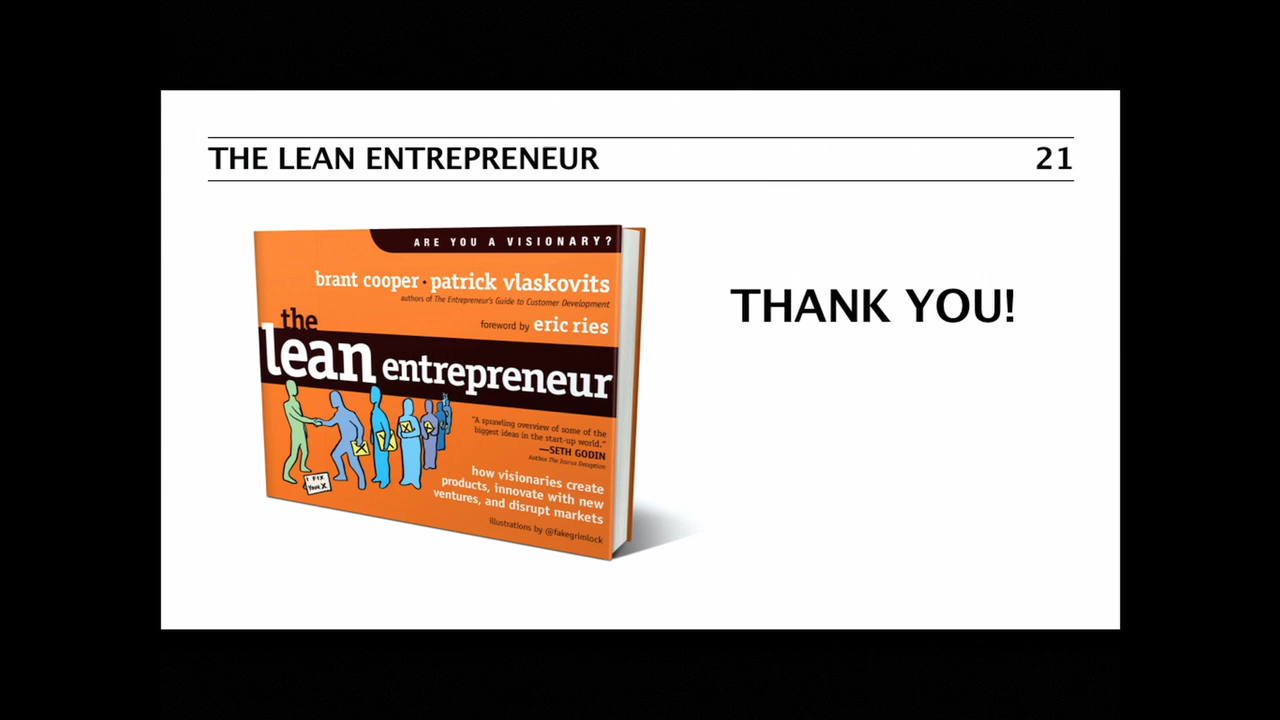 THE LEAN ENTREPRENEUR 21
ARE YOU A VISIONARY?
brant cooper · patrick vlaskovits
authors of The Entrepreneur's Guide to Customer Development
foreword by eric ries
the
lean entrepreneur
"A sprawling overview of some of the
biggest ideas in the start-up world."
—SETH GODIN
Author The Icarus Deception
how visionaries create
products, innovate with new
ventures, and disrupt markets
illustrations by @fakegrimlock
I FIX
YOUR X
THANK YOU!